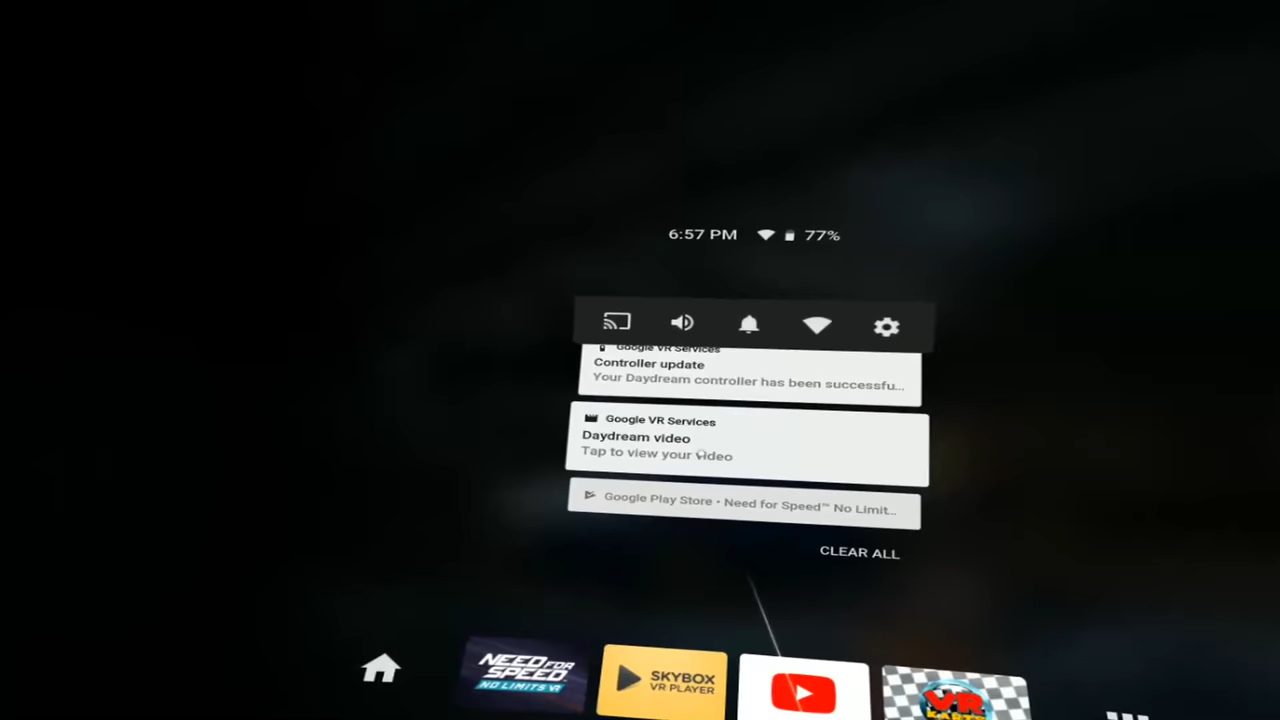 6:57 PM 77%
Google VR Services
Controller update
Your Daydream controller has been successfu...
Google VR Services
Daydream video
Tap to view your video
Google Play Store • Need for Speed™ No Limit...
CLEAR ALL
NEED FOR
SPEED
NO LIMITS VR
SKYBOX
VR PLAYER
VR
KARTS